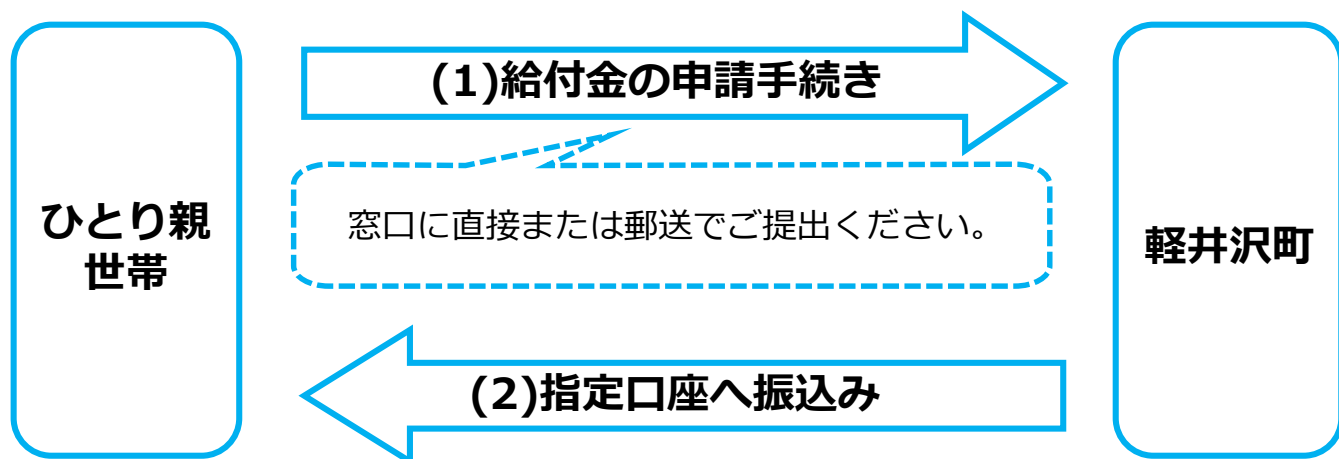 (1)給付金の申請手続き
ひとり親
世帯
窓口に直接または郵送でご提出ください。
軽井沢町
(2)指定口座へ振込み